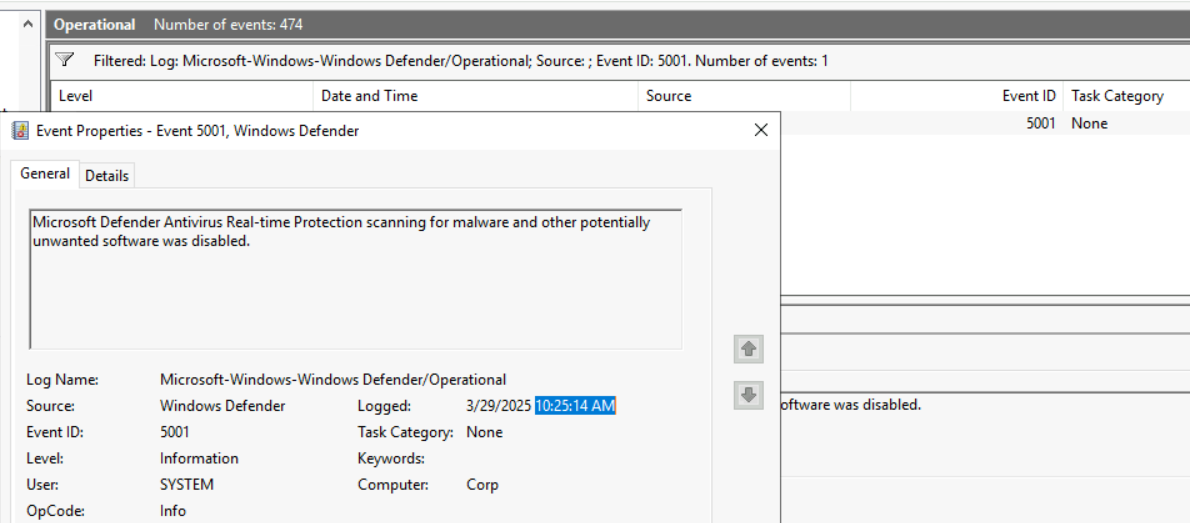 Operational Number of events: 474
Filtered: Log: Microsoft-Windows-Windows Defender/Operational; Source: ; Event ID: 5001. Number of events: 1
Level Date and Time Source Event ID Task Category
5001 None
Event Properties - Event 5001, Windows Defender
General Details
Microsoft Defender Antivirus Real-time Protection scanning for malware and other potentially
unwanted software was disabled.
Log Name: Microsoft-Windows-Windows Defender/Operational
Source: Windows Defender Logged: 3/29/2025 10:25:14 AM
oftware was disabled.
Event ID: 5001 Task Category: None
Level: Information Keywords:
User: SYSTEM Computer: Corp
OpCode: Info